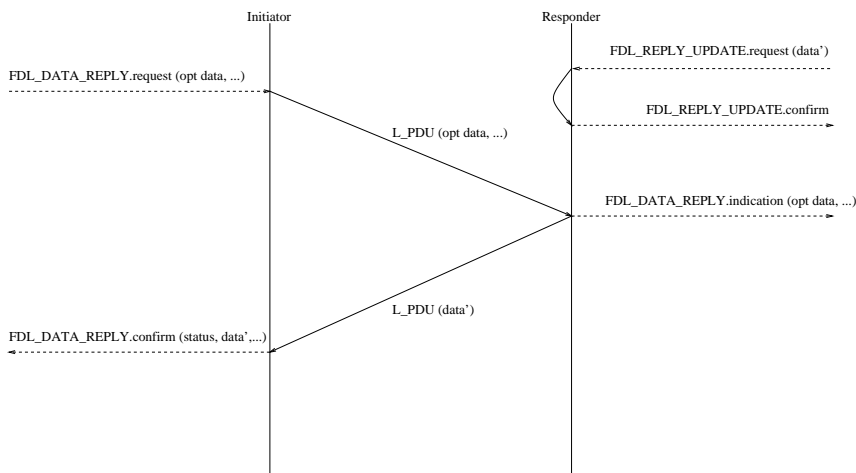 Initiator
Responder
FDL_REPLY_UPDATE.request (data’)
FDL_DATA_REPLY.request (opt data, ...)
FDL_REPLY_UPDATE.confirm
L_PDU (opt data, ...)
FDL_DATA_REPLY.indication (opt data, ...)
L_PDU (data’)
FDL_DATA_REPLY.confirm (status, data’,...)